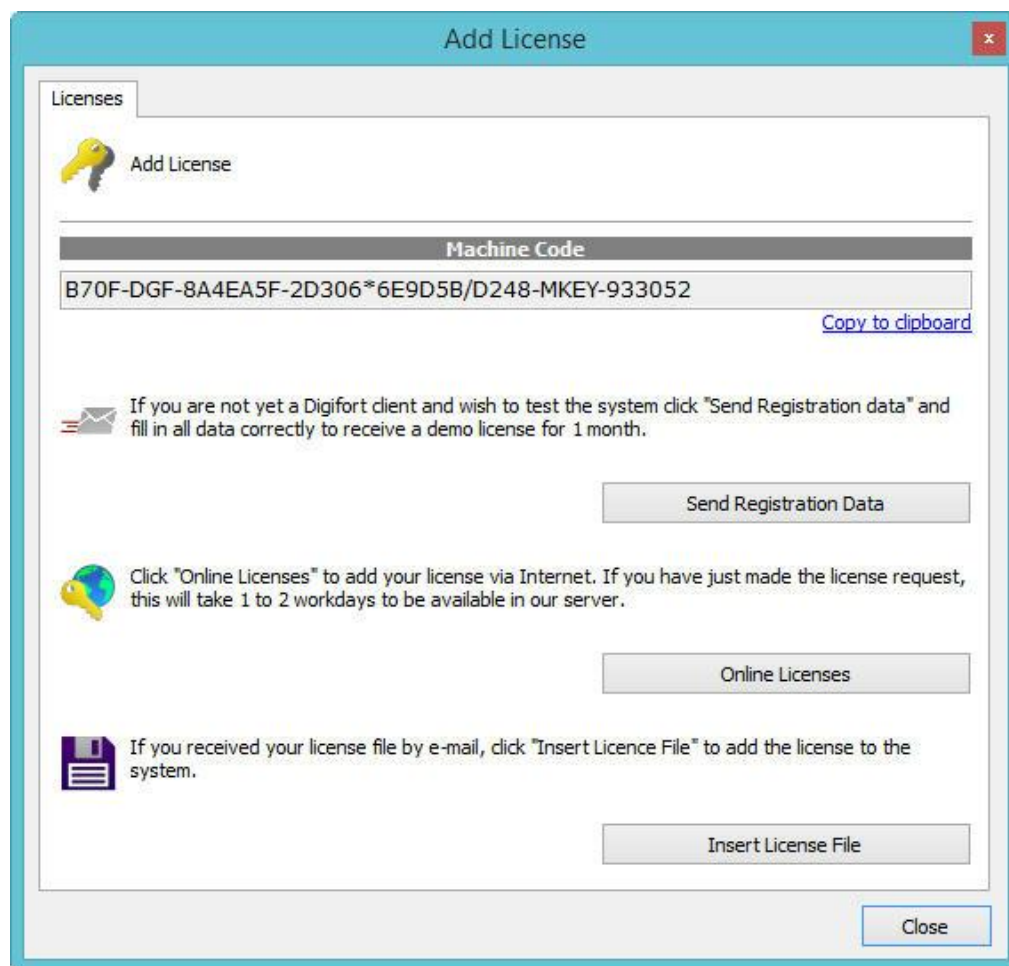 Add License
x
Licenses
Add License
Machine Code
B70F-DGF-8A4EA5F-2D306*6E9D5B/D248-MKEY-933052
Copy to clipboard
If you are not yet a Digifort client and wish to test the system click "Send Registration data" and
fill in all data correctly to receive a demo license for 1 month.
Send Registration Data
Click "Online Licenses" to add your license via Internet. If you have just made the license request,
this will take 1 to 2 workdays to be available in our server.
Online Licenses
If you received your license file by e-mail, click "Insert Licence File" to add the license to the
system.
Insert License File
Close